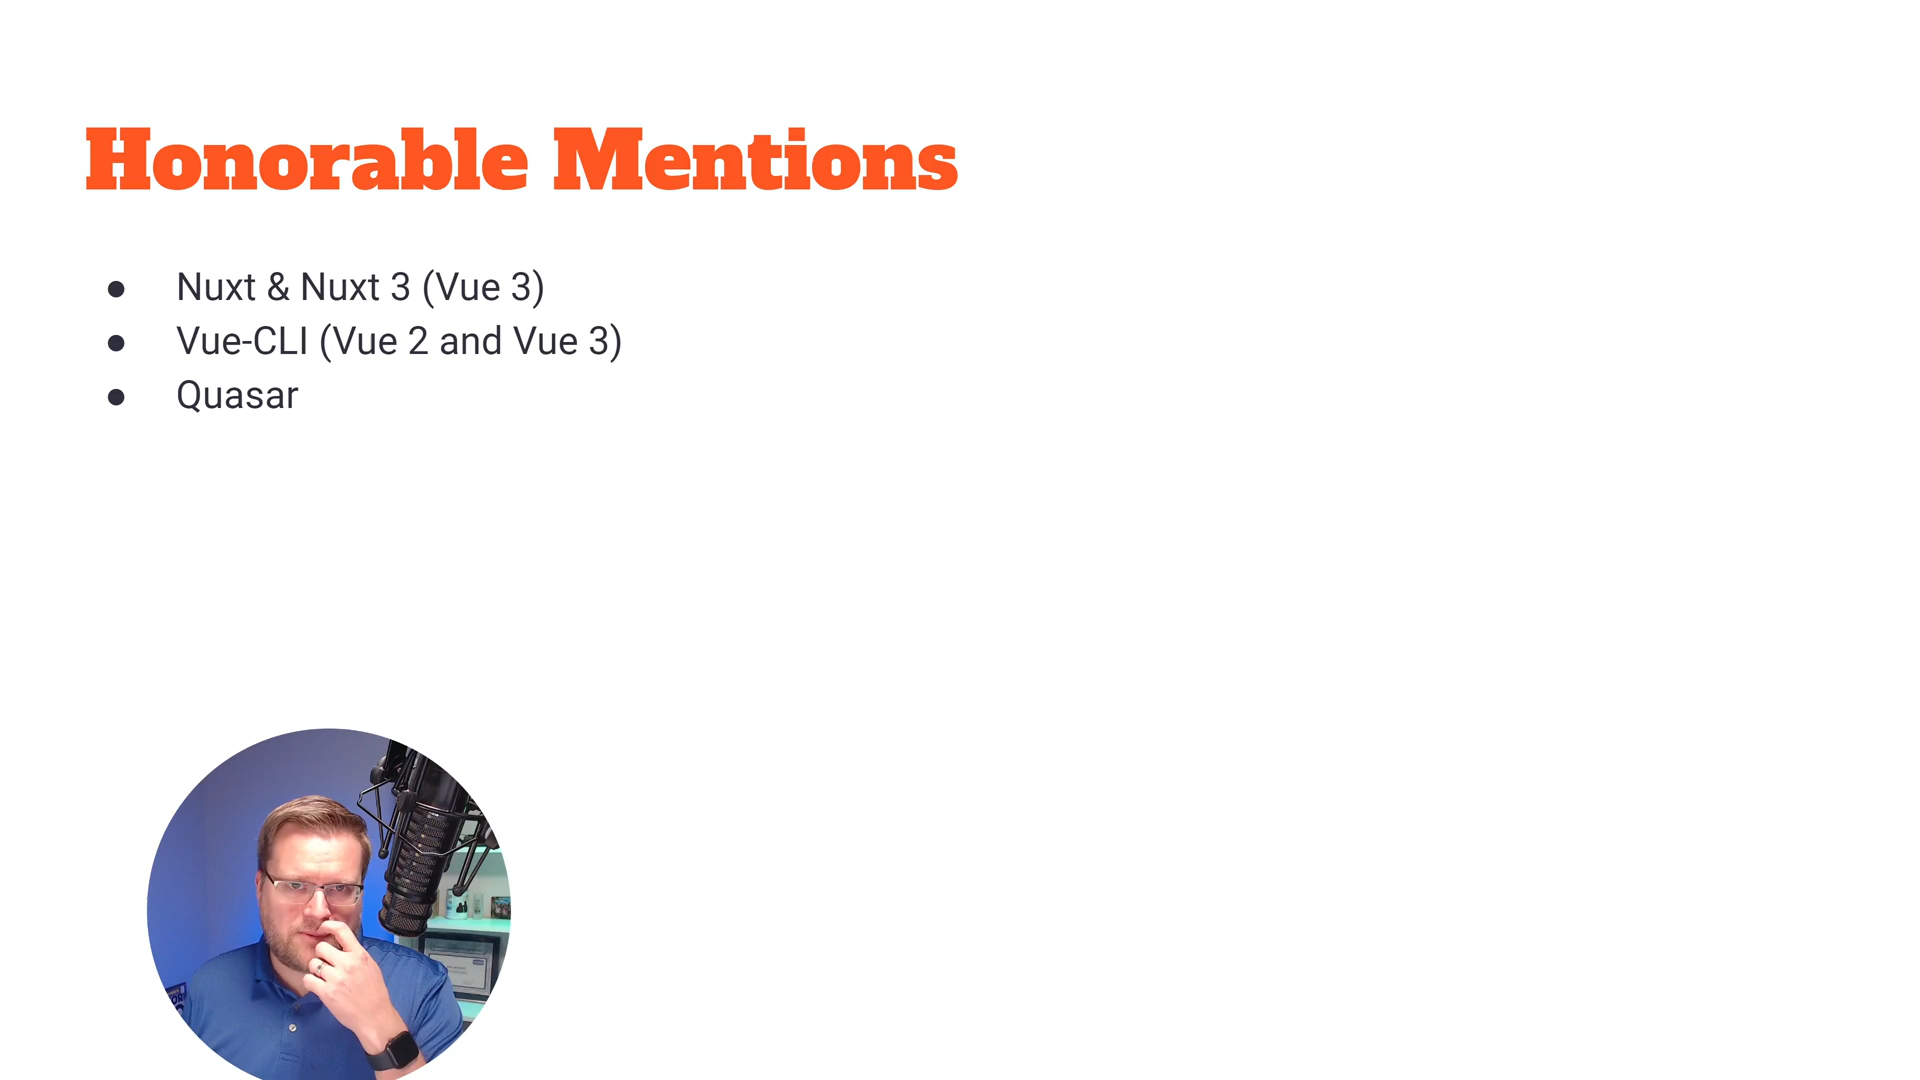 Honorable Mentions
● Nuxt & Nuxt 3 (Vue 3)
● Vue-CLI (Vue 2 and Vue 3)
● Quasar